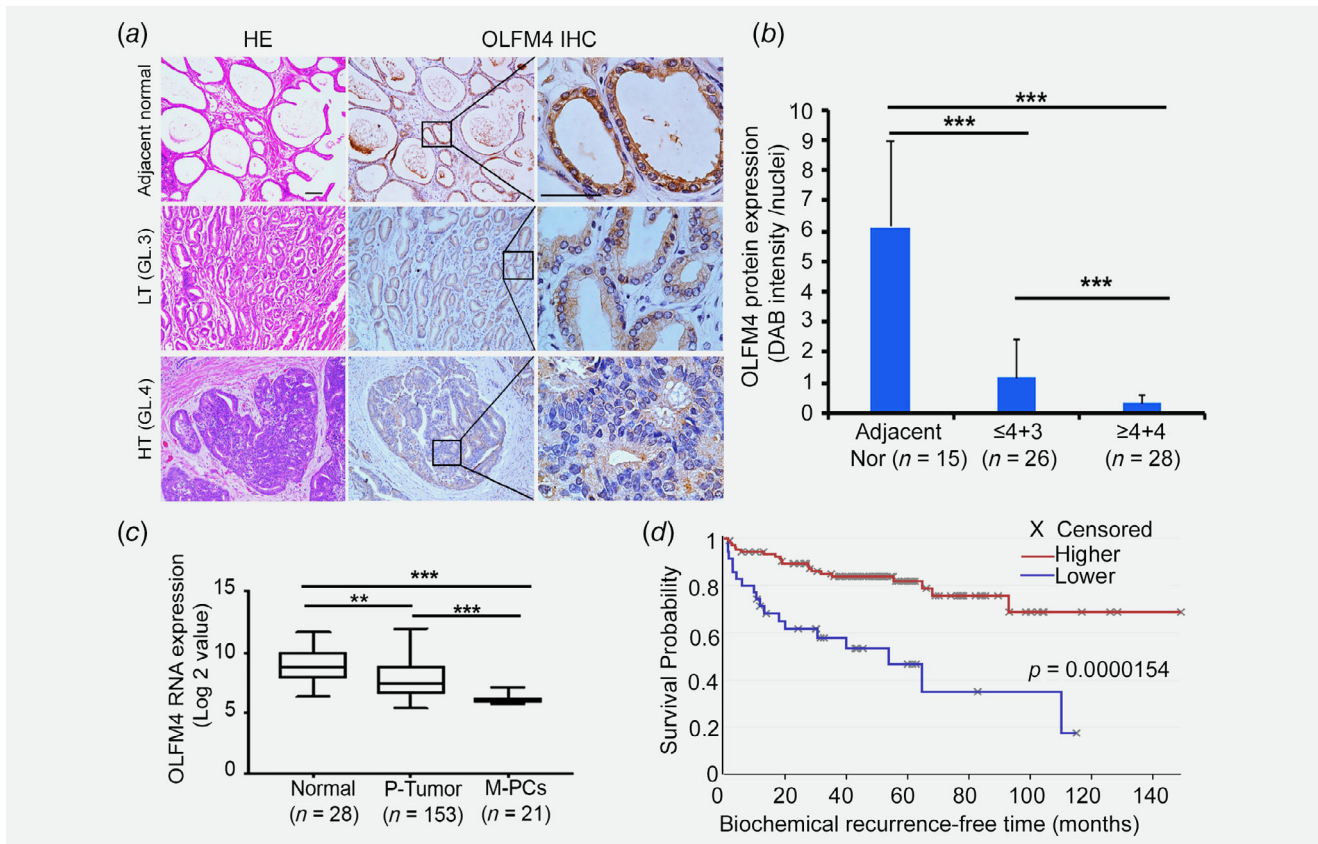 (a)
HE
OLFM4 IHC
Adjacent normal
LT (GL.3)
HT (GL.4)
(b)
OLFM4 protein expression
(DAB intensity /nuclei)
10
9
8
7
6
5
4
3
2
1
0
***
***
***
Adjacent
Nor (n = 15)
≤4+3
(n = 26)
≥4+4
(n = 28)
(c)
OLFM4 RNA expression
(Log 2 value)
15
10
5
0
***
**
***
Normal
(n = 28)
P-Tumor
(n = 153)
M-PCs
(n = 21)
(d)
Survival Probability
1
0.8
0.6
0.4
0.2
0
X Censored
Higher
Lower
p = 0.0000154
0 20 40 60 80 100 120 140
Biochemical recurrence-free time (months)